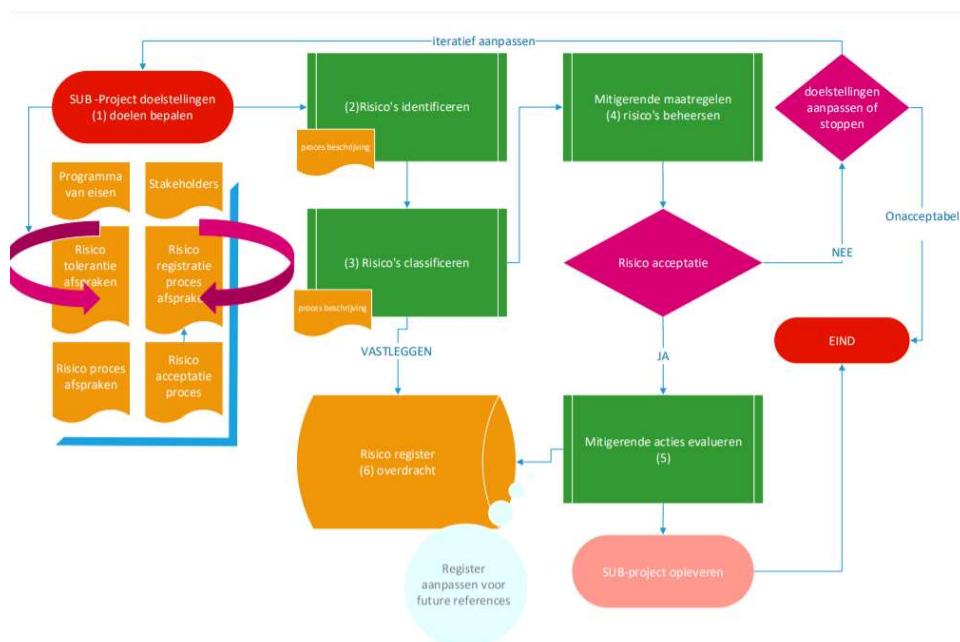 iteratief aanpassen
SUB -Project doelstellingen
(1) doelen bepalen
(2)Risico's identificeren
proces beschrijving
Mitigerende maatregelen
(4) risico's beheersen
doelstellingen
aanpassen of
stoppen
Programma
van eisen
Stakeholders
Risico
tolerantie
afspraken
Risico
registratie
proces
afspraken
Risico proces
afspraken
Risico
acceptatie
proces
(3) Risico's classificeren
proces beschrijving
Risico acceptatie
NEE
Onacceptabel
EIND
VASTLEGGEN
JA
Risico register
(6) overdracht
Mitigerende acties evalueren
(5)
Register
aanpassen voor
future references
SUB-project opleveren